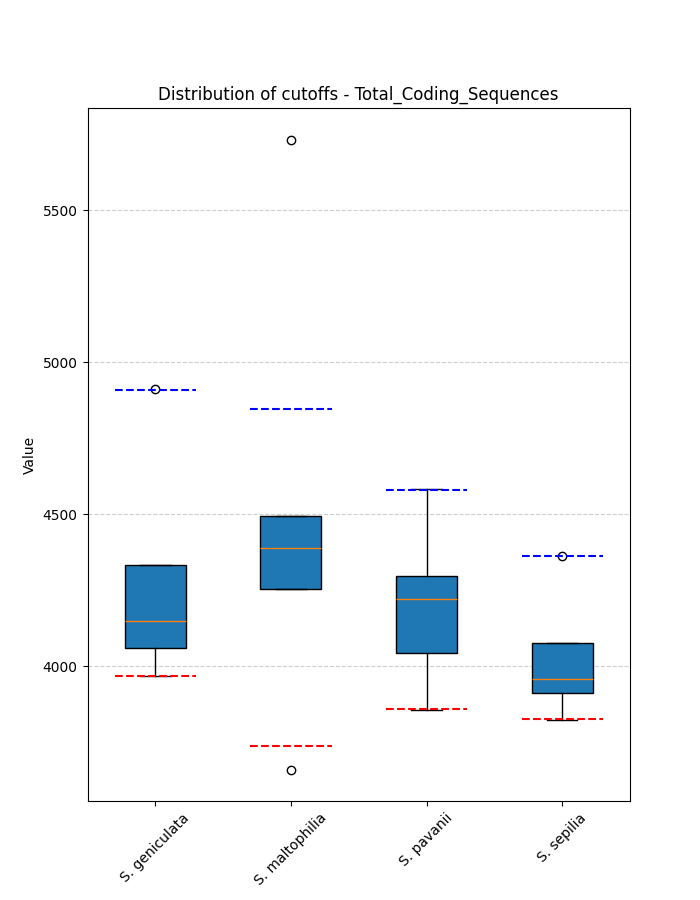 Distribution of cutoffs - Total_Coding_Sequences
Value
5500
5000
4500
4000
S. geniculata
S. maltophilia
S. pavanii
S. sepilia